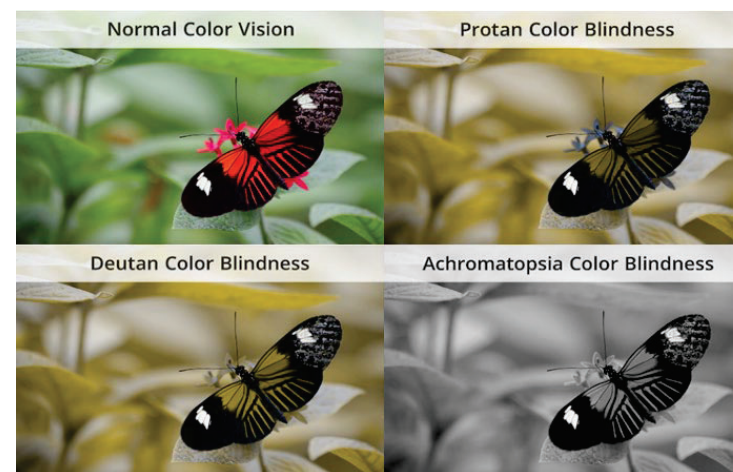 Normal Color Vision
Protan Color Blindness
Deutan Color Blindness
Achromatopsia Color Blindness